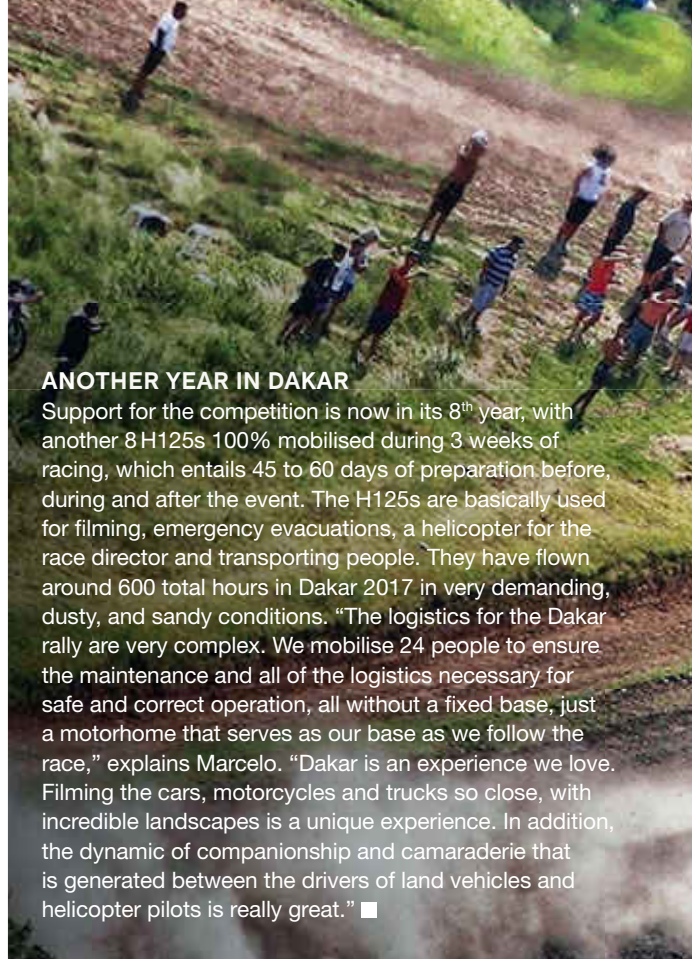 ANOTHER YEAR IN DAKAR
Support for the competition is now in its 8th year, with
another 8 H125s 100% mobilised during 3 weeks of
racing, which entails 45 to 60 days of preparation before,
during and after the event. The H125s are basically used
for filming, emergency evacuations, a helicopter for the
race director and transporting people. They have flown
around 600 total hours in Dakar 2017 in very demanding,
dusty, and sandy conditions. “The logistics for the Dakar
rally are very complex. We mobilise 24 people to ensure
the maintenance and all of the logistics necessary for
safe and correct operation, all without a fixed base, just
a motorhome that serves as our base as we follow the
race,” explains Marcelo. “Dakar is an experience we love.
Filming the cars, motorcycles and trucks so close, with
incredible landscapes is a unique experience. In addition,
the dynamic of companionship and camaraderie that
is generated between the drivers of land vehicles and
helicopter pilots is really great.” ■